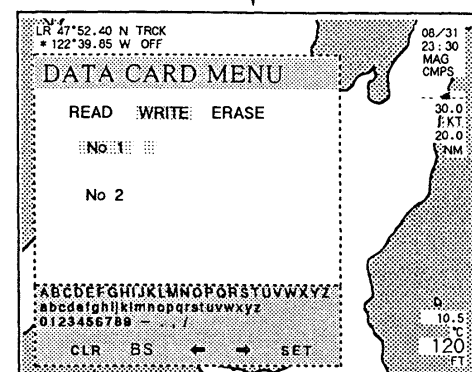 LR 47°52.40 N TRCK
* 122°39.85 W OFF
08/31
23:30
MAG
CMPS
DATA CARD MENU
READ WRITE ERASE
30.0
KT
20.0
NM
No 1
No 2
ABCDEFGHIJKLMNOPQRSTUVWXYZ
abcdefghijklmnopqrstuvwxyz
0123456789 - . , /
D
10.5
°C
120
FT
CLR BS ← → SET